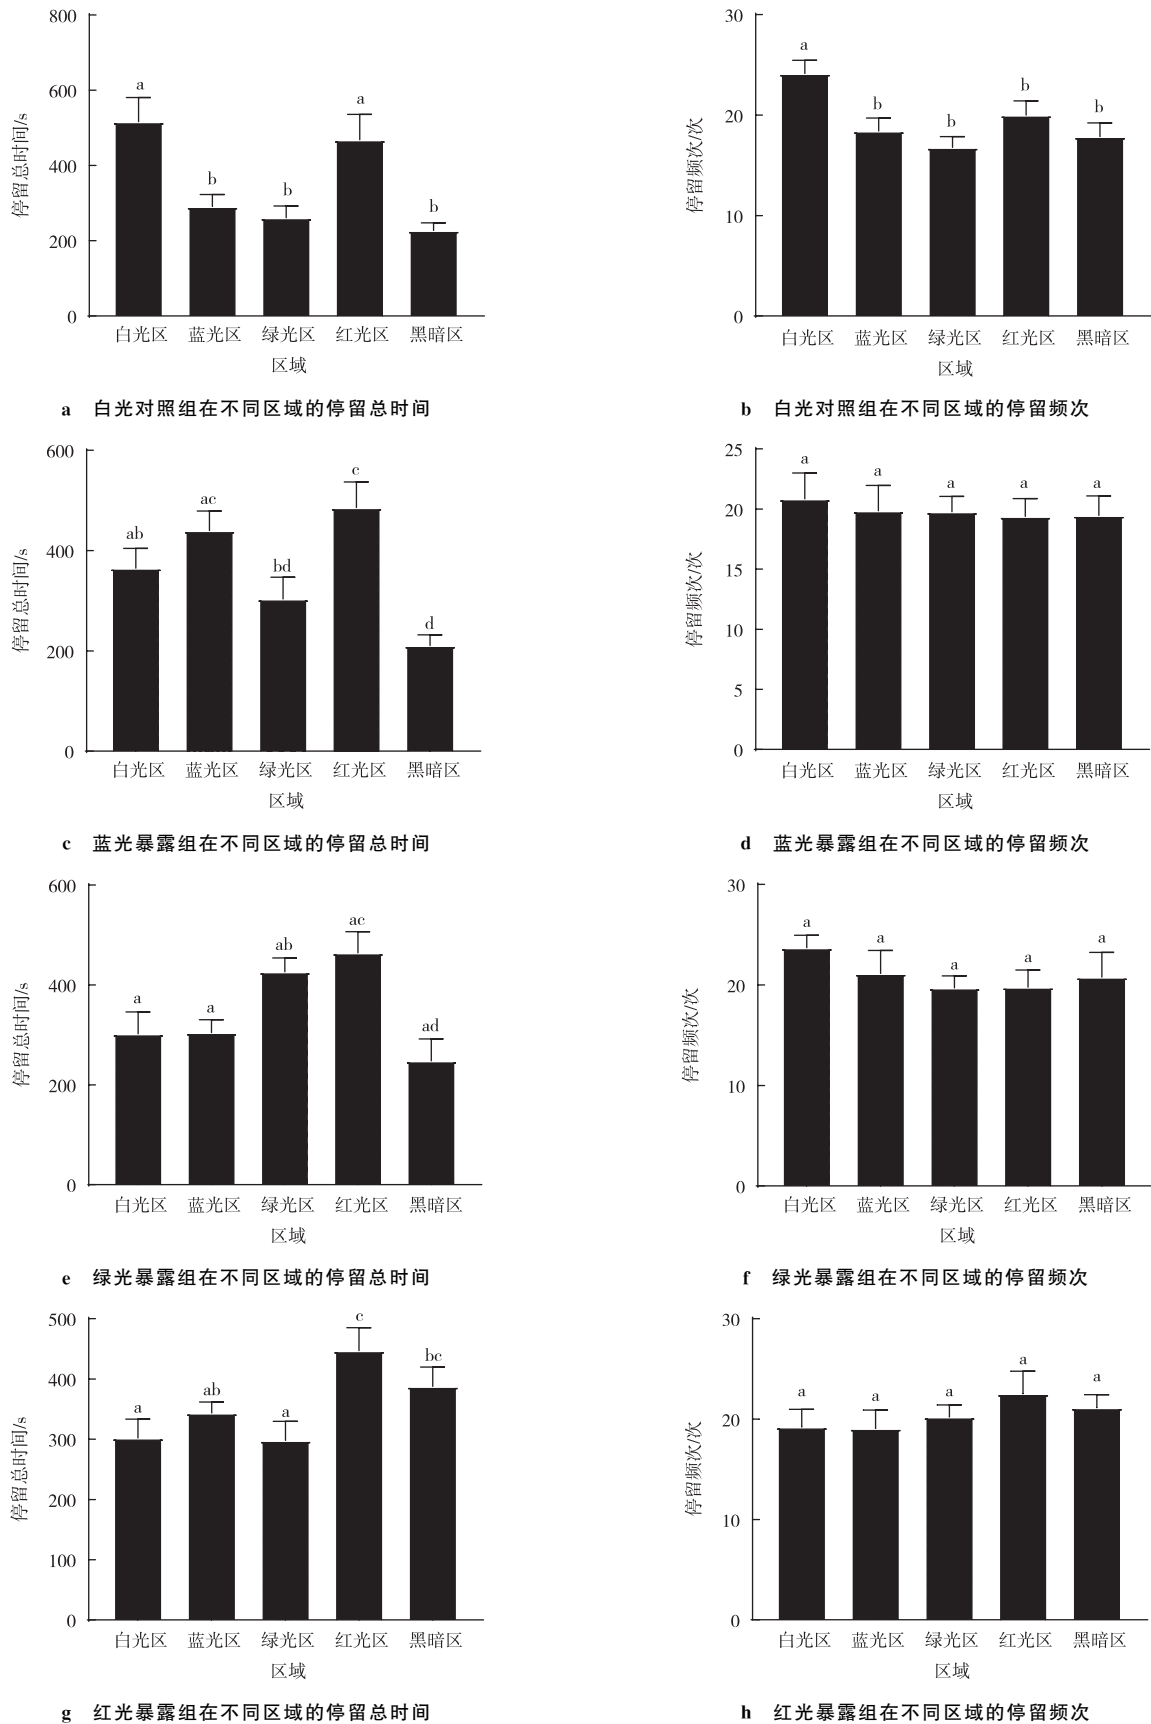 800
600
400
200
0
停留总时间/s
a
b
b
a
b
白光区 蓝光区 绿光区 红光区 黑暗区
区域
a 白光对照组在不同区域的停留总时间
30
20
10
0
停留频次/次
a
b
b
b
b
白光区 蓝光区 绿光区 红光区 黑暗区
区域
b 白光对照组在不同区域的停留频次
600
400
200
0
停留总时间/s
ab
ac
bd
c
d
白光区 蓝光区 绿光区 红光区 黑暗区
区域
c 蓝光暴露组在不同区域的停留总时间
25
20
15
10
5
0
停留频次/次
a
a
a
a
a
白光区 蓝光区 绿光区 红光区 黑暗区
区域
d 蓝光暴露组在不同区域的停留频次
600
400
200
0
停留总时间/s
a
a
ab
ac
ad
白光区 蓝光区 绿光区 红光区 黑暗区
区域
e 绿光暴露组在不同区域的停留总时间
30
20
10
0
停留频次/次
a
a
a
a
a
白光区 蓝光区 绿光区 红光区 黑暗区
区域
f 绿光暴露组在不同区域的停留频次
500
400
300
200
100
0
停留总时间/s
a
ab
a
c
bc
白光区 蓝光区 绿光区 红光区 黑暗区
区域
g 红光暴露组在不同区域的停留总时间
30
20
10
0
停留频次/次
a
a
a
a
a
白光区 蓝光区 绿光区 红光区 黑暗区
区域
h 红光暴露组在不同区域的停留频次